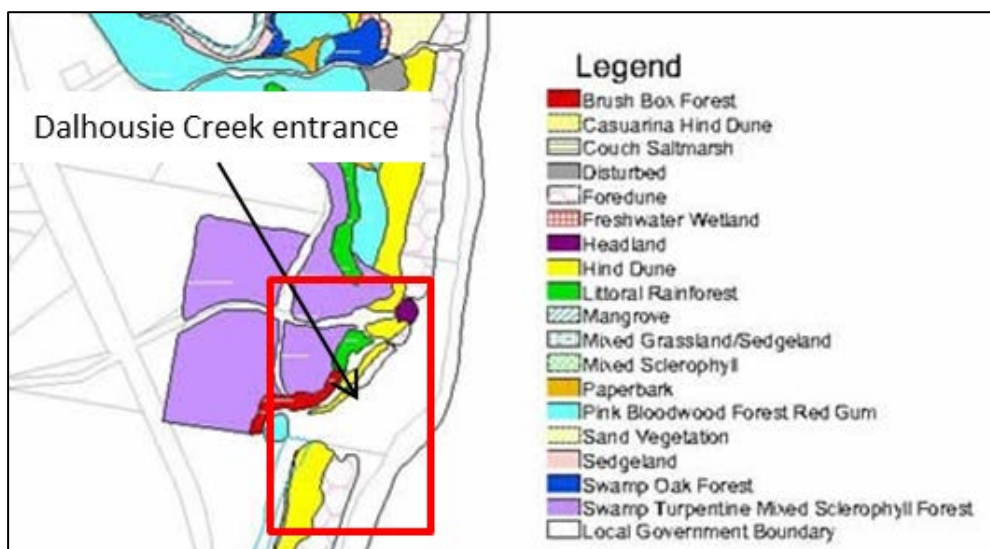 Dalhousie Creek entrance
Legend
Brush Box Forest
Casuarina Hind Dune
Couch Saltmarsh
Disturbed
Foredune
Freshwater Wetland
Headland
Hind Dune
Littoral Rainforest
Mangrove
Mixed Grassland/Sedgeland
Mixed Sclerophyll
Paperbark
Pink Bloodwood Forest Red Gum
Sand Vegetation
Sedgeland
Swamp Oak Forest
Swamp Turpentine Mixed Sclerophyll Forest
Local Government Boundary